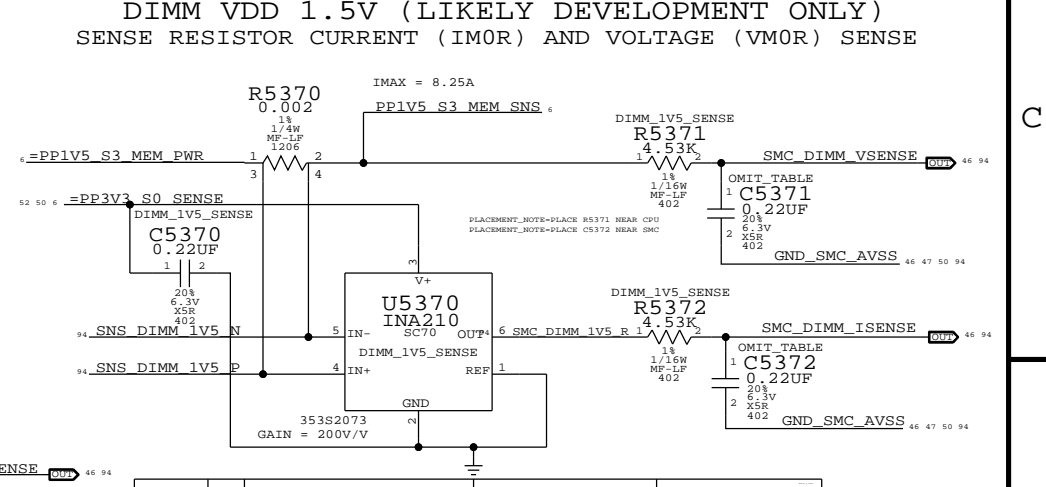 DIMM VDD 1.5V (LIKELY DEVELOPMENT ONLY)
SENSE RESISTOR CURRENT (IM0R) AND VOLTAGE (VM0R) SENSE
C
IMAX = 8.25A
R5370
0.002
1%
1/4W
MF-LF
1206
PP1V5_S3_MEM_SNS 6
6 =PP1V5_S3_MEM_PWR
1 2
3 4
DIMM_1V5_SENSE
R5371
4.53K
1 2
1%
1/16W
MF-LF
402
SMC_DIMM_VSENSE OUT 46 94
OMIT_TABLE
1 C5371
0.22UF
20%
2 6.3V
X5R
402
GND_SMC_AVSS 46 47 50 94
52 50 6 =PP3V3_S0_SENSE
DIMM_1V5_SENSE
C5370
0.22UF
1 2
20%
6.3V
X5R
402
PLACEMENT_NOTE=PLACE R5371 NEAR CPU
PLACEMENT_NOTE=PLACE C5372 NEAR SMC
3
V+
U5370
INA210
SC70
DIMM_1V5_SENSE
94 SNS_DIMM_1V5_N 5 IN-
94 SNS_DIMM_1V5_P 4 IN+
OUT 6 SMC_DIMM_1V5_R
REF 1
GND
2
353S2073
GAIN = 200V/V
DIMM_1V5_SENSE
R5372
4.53K
1 2
1%
1/16W
MF-LF
402
SMC_DIMM_ISENSE OUT 46 94
OMIT_TABLE
1 C5372
0.22UF
20%
2 6.3V
X5R
402
GND_SMC_AVSS 46 47 50 94
ENSE OUT 46 94